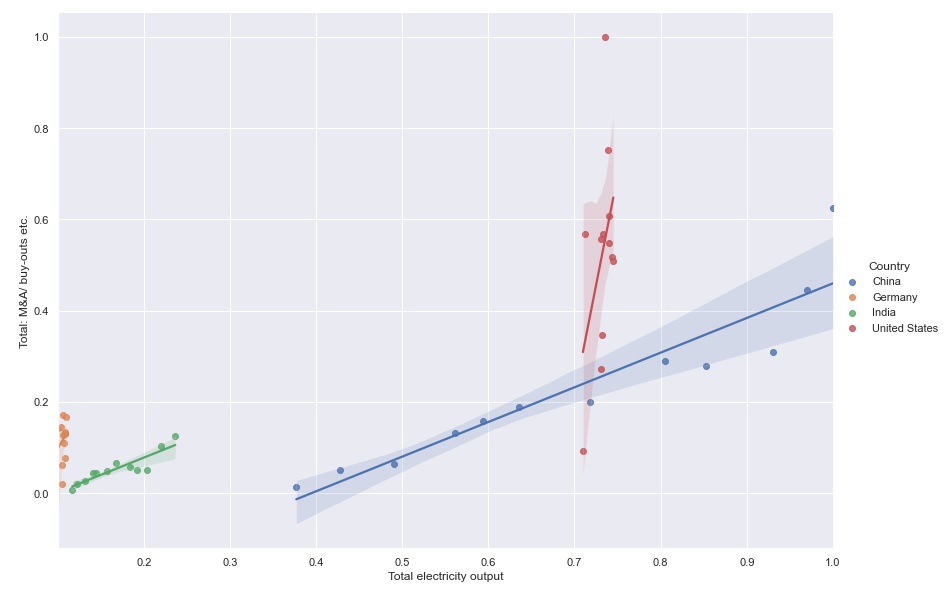 1.0
0.8
0.6
0.4
0.2
0.0
Total: M&A/ buy-outs etc.
0.2 0.3 0.4 0.5 0.6 0.7 0.8 0.9 1.0
Total electricity output
Country
China
Germany
India
United States